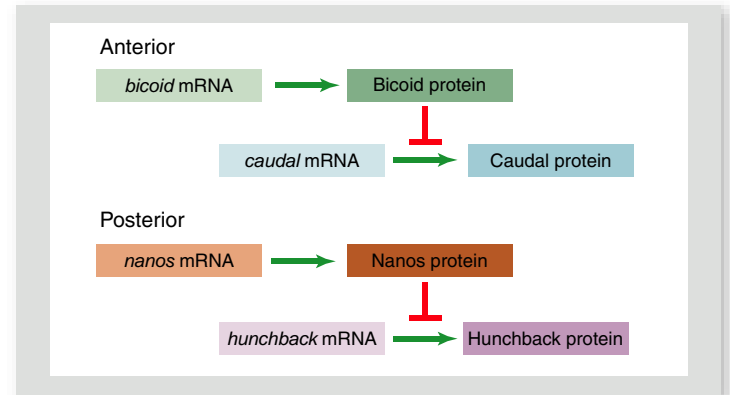 Anterior
bicoid mRNA
Bicoid protein
caudal mRNA
Caudal protein
Posterior
nanos mRNA
Nanos protein
hunchback mRNA
Hunchback protein